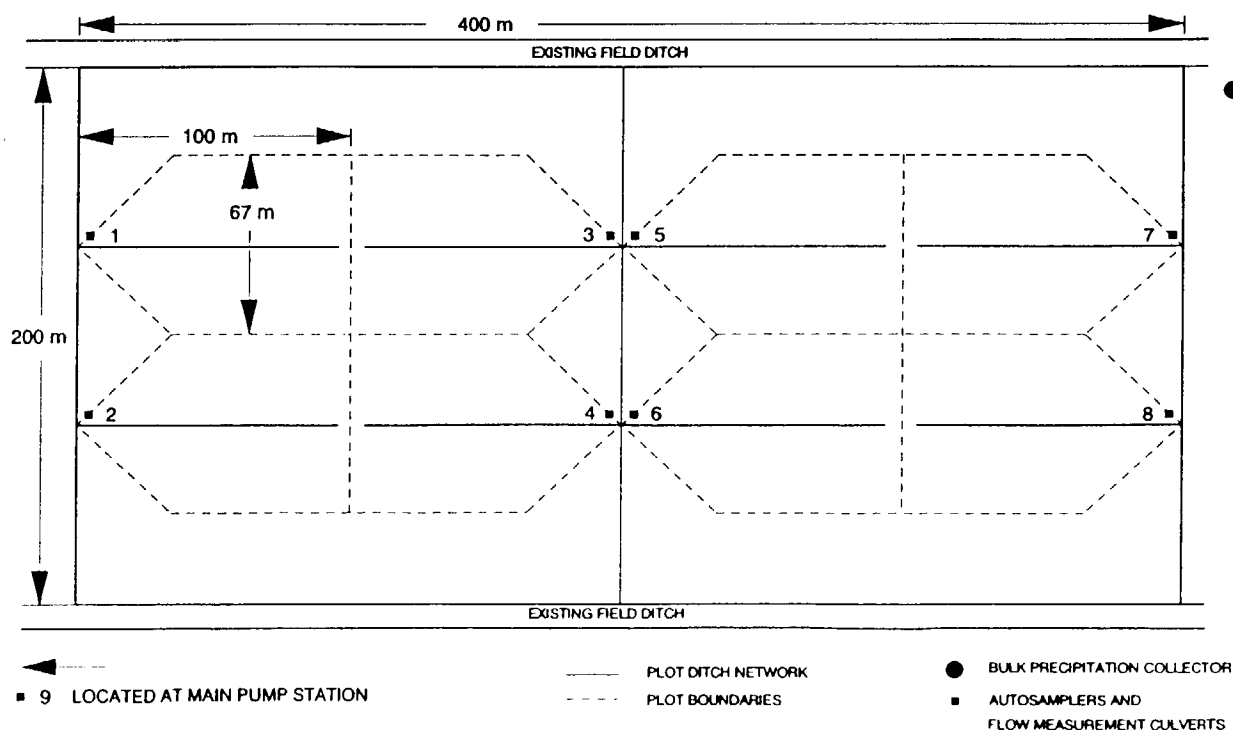 400 m
EXISTING FIELD DITCH
100 m
67 m
1 3 5 7
200 m
2 4 6 8
EXISTING FIELD DITCH
PLOT DITCH NETWORK
BULK PRECIPITATION COLLECTOR
9 LOCATED AT MAIN PUMP STATION
PLOT BOUNDARIES
AUTOSAMPLERS AND
FLOW MEASUREMENT CULVERTS